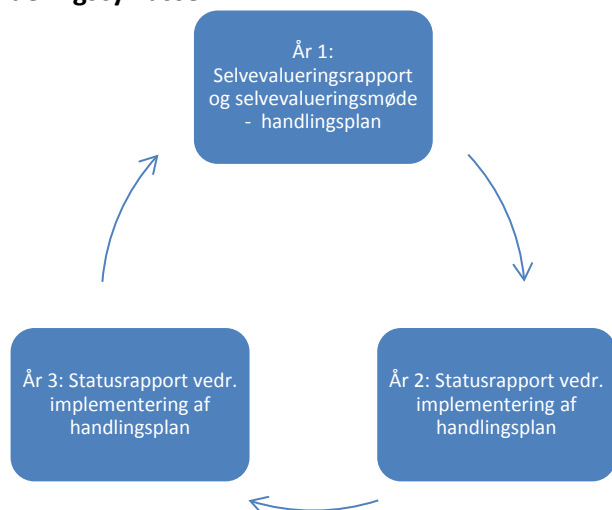 År 1:
Selvevalueringsrapport
og selvevalueringsmøde
- handlingsplan
År 2: Statusrapport vedr.
implementering af
handlingsplan
År 3: Statusrapport vedr.
implementering af
handlingsplan